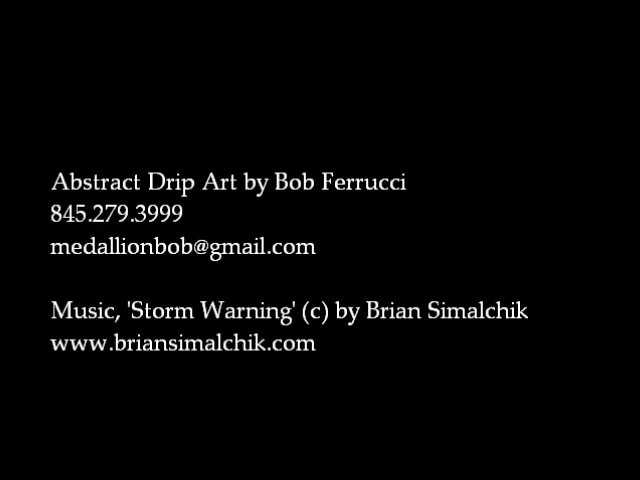 Abstract Drip Art by Bob Ferrucci
845.279.3999
medallionbob@gmail.com
Music, 'Storm Warning' (c) by Brian Simalchik
www.briansimalchik.com